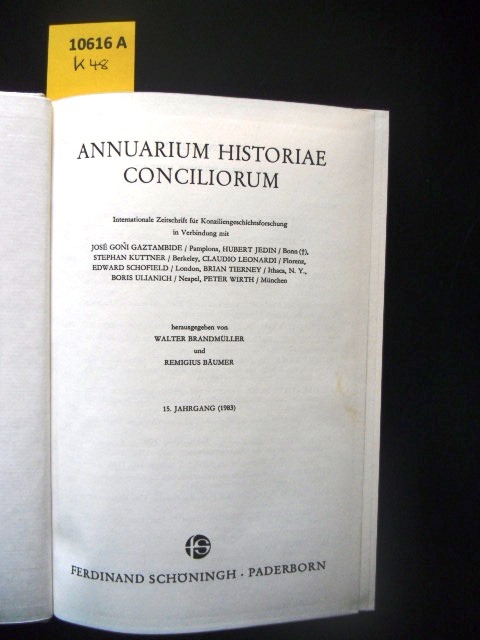 10616 A
K 48
ANNUARIUM HISTORIAE
CONCILIORUM
Internationale Zeitschrift für Konziliengeschichtsforschung
in Verbindung mit
JOSÉ GOÑI GAZTAMBIDE / Pamplona, HUBERT JEDIN / Bonn (†),
STEPHAN KUTTNER / Berkeley, CLAUDIO LEONARDI / Florenz,
EDWARD SCHOFIELD / London, BRIAN TIERNEY / Ithaca, N. Y.,
BORIS ULIANICH / Neapel, PETER WIRTH / München
herausgegeben von
WALTER BRANDMÜLLER
und
REMIGIUS BÄUMER
15. JAHRGANG (1983)
fs
FERDINAND SCHÖNINGH · PADERBORN